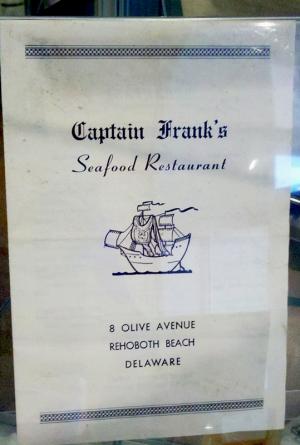 Captain Frank's
Seafood Restaurant
8 OLIVE AVENUE
REHOBOTH BEACH
DELAWARE